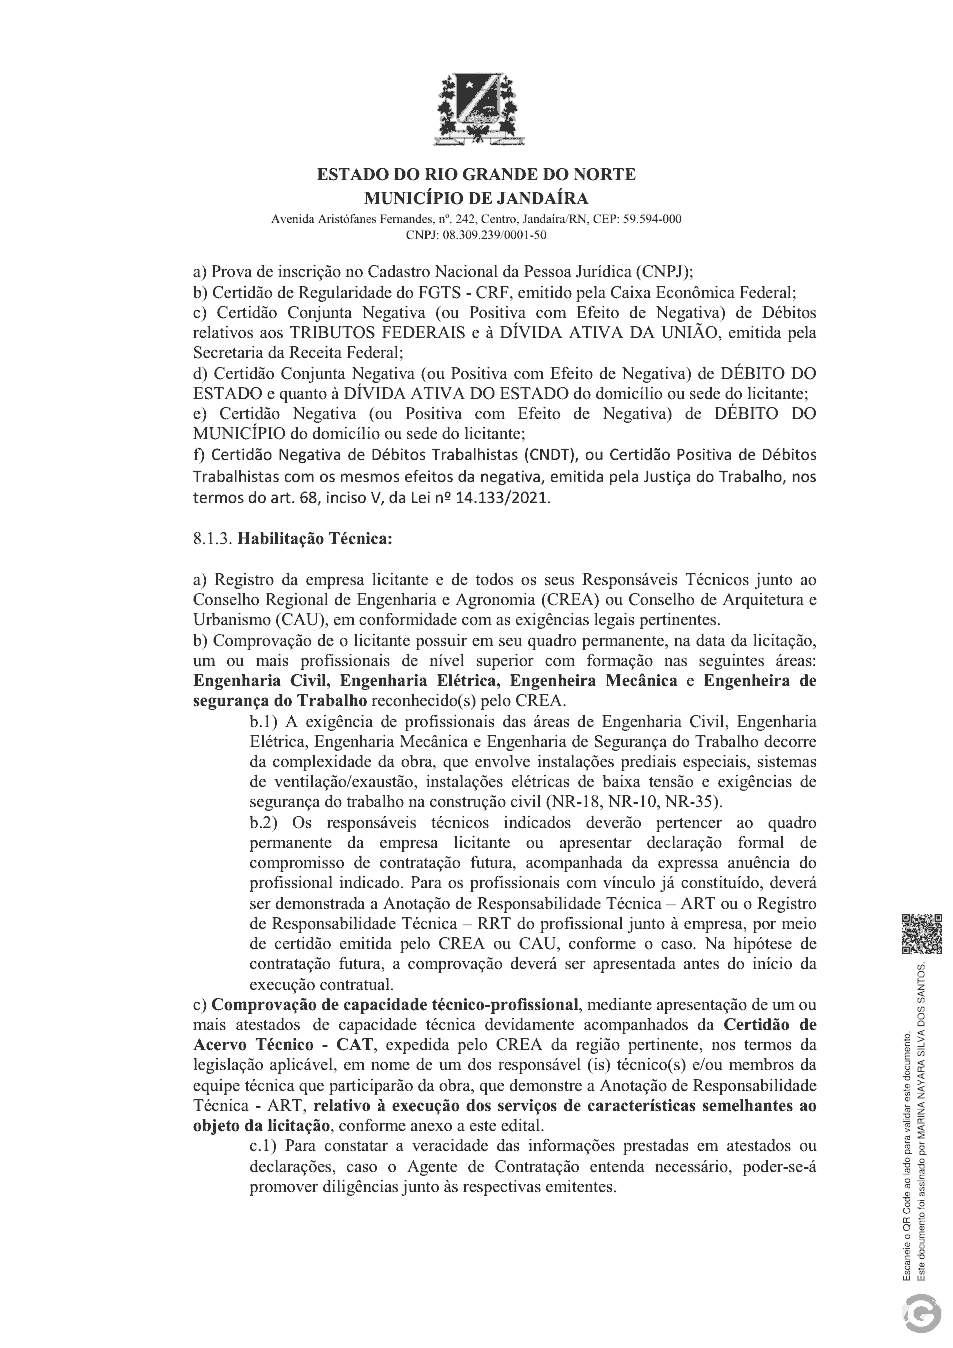 ESTADO DO RIO GRANDE DO NORTE
MUNICÍPIO DE JANDAÍRA
Avenida Aristófanes Fernandes, nº. 242, Centro, Jandaíra/RN, CEP: 59.594-000
CNPJ: 08.309.239/0001-50
a) Prova de inscrição no Cadastro Nacional da Pessoa Jurídica (CNPJ);
b) Certidão de Regularidade do FGTS - CRF, emitido pela Caixa Econômica Federal;
c) Certidão Conjunta Negativa (ou Positiva com Efeito de Negativa) de Débitos
relativos aos TRIBUTOS FEDERAIS e à DÍVIDA ATIVA DA UNIÃO, emitida pela
Secretaria da Receita Federal;
d) Certidão Conjunta Negativa (ou Positiva com Efeito de Negativa) de DÉBITO DO
ESTADO e quanto à DÍVIDA ATIVA DO ESTADO do domicílio ou sede do licitante;
e) Certidão Negativa (ou Positiva com Efeito de Negativa) de DÉBITO DO
MUNICÍPIO do domicílio ou sede do licitante;
f) Certidão Negativa de Débitos Trabalhistas (CNDT), ou Certidão Positiva de Débitos
Trabalhistas com os mesmos efeitos da negativa, emitida pela Justiça do Trabalho, nos
termos do art. 68, inciso V, da Lei nº 14.133/2021.
8.1.3. Habilitação Técnica:
a) Registro da empresa licitante e de todos os seus Responsáveis Técnicos junto ao
Conselho Regional de Engenharia e Agronomia (CREA) ou Conselho de Arquitetura e
Urbanismo (CAU), em conformidade com as exigências legais pertinentes.
b) Comprovação de o licitante possuir em seu quadro permanente, na data da licitação,
um ou mais profissionais de nível superior com formação nas seguintes áreas:
Engenharia Civil, Engenharia Elétrica, Engenheira Mecânica e Engenheira de
segurança do Trabalho reconhecido(s) pelo CREA.
b.1) A exigência de profissionais das áreas de Engenharia Civil, Engenharia
Elétrica, Engenharia Mecânica e Engenharia de Segurança do Trabalho decorre
da complexidade da obra, que envolve instalações prediais especiais, sistemas
de ventilação/exaustão, instalações elétricas de baixa tensão e exigências de
segurança do trabalho na construção civil (NR-18, NR-10, NR-35).
b.2) Os responsáveis técnicos indicados deverão pertencer ao quadro
permanente da empresa licitante ou apresentar declaração formal de
compromisso de contratação futura, acompanhada da expressa anuência do
profissional indicado. Para os profissionais com vínculo já constituído, deverá
ser demonstrada a Anotação de Responsabilidade Técnica – ART ou o Registro
de Responsabilidade Técnica – RRT do profissional junto à empresa, por meio
de certidão emitida pelo CREA ou CAU, conforme o caso. Na hipótese de
contratação futura, a comprovação deverá ser apresentada antes do início da
execução contratual.
c) Comprovação de capacidade técnico-profissional, mediante apresentação de um ou
mais atestados de capacidade técnica devidamente acompanhados da Certidão de
Acervo Técnico - CAT, expedida pelo CREA da região pertinente, nos termos da
legislação aplicável, em nome de um dos responsável (is) técnico(s) e/ou membros da
equipe técnica que participarão da obra, que demonstre a Anotação de Responsabilidade
Técnica - ART, relativo à execução dos serviços de características semelhantes ao
objeto da licitação, conforme anexo a este edital.
c.1) Para constatar a veracidade das informações prestadas em atestados ou
declarações, caso o Agente de Contratação entenda necessário, poder-se-á
promover diligências junto às respectivas emitentes.
Escaneie o QR Code ao lado para validar este documento.
Este documento foi assinado por MARINA NAYARA SILVA DOS SANTOS.